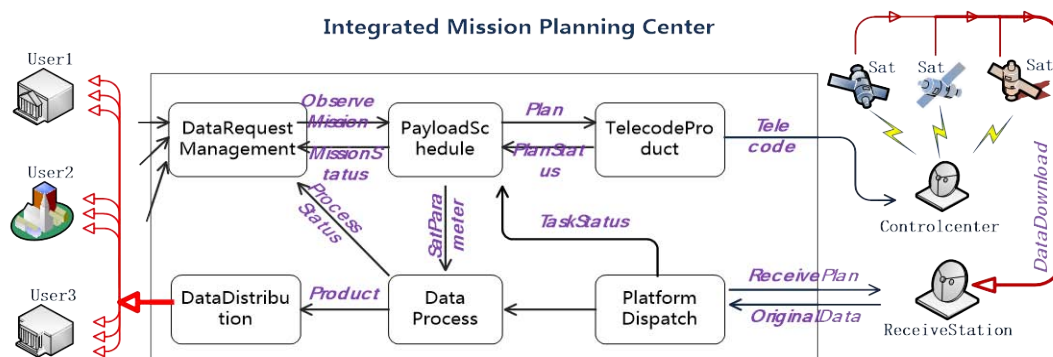 Integrated Mission Planning Center
User1
User2
User3
DataRequest
Management
Observe
Mission
MissionS
tatus
PayloadSc
hedule
Plan
PlanStat
us
TelecodePro
duct
Tele
code
Sat
Sat
Sat
Controlcenter
DataDownload
Process
Status
SatPara
meter
TaskStatus
DataDistribu
tion
Product
Data
Process
Platform
Dispatch
ReceivePlan
OriginalData
ReceiveStation